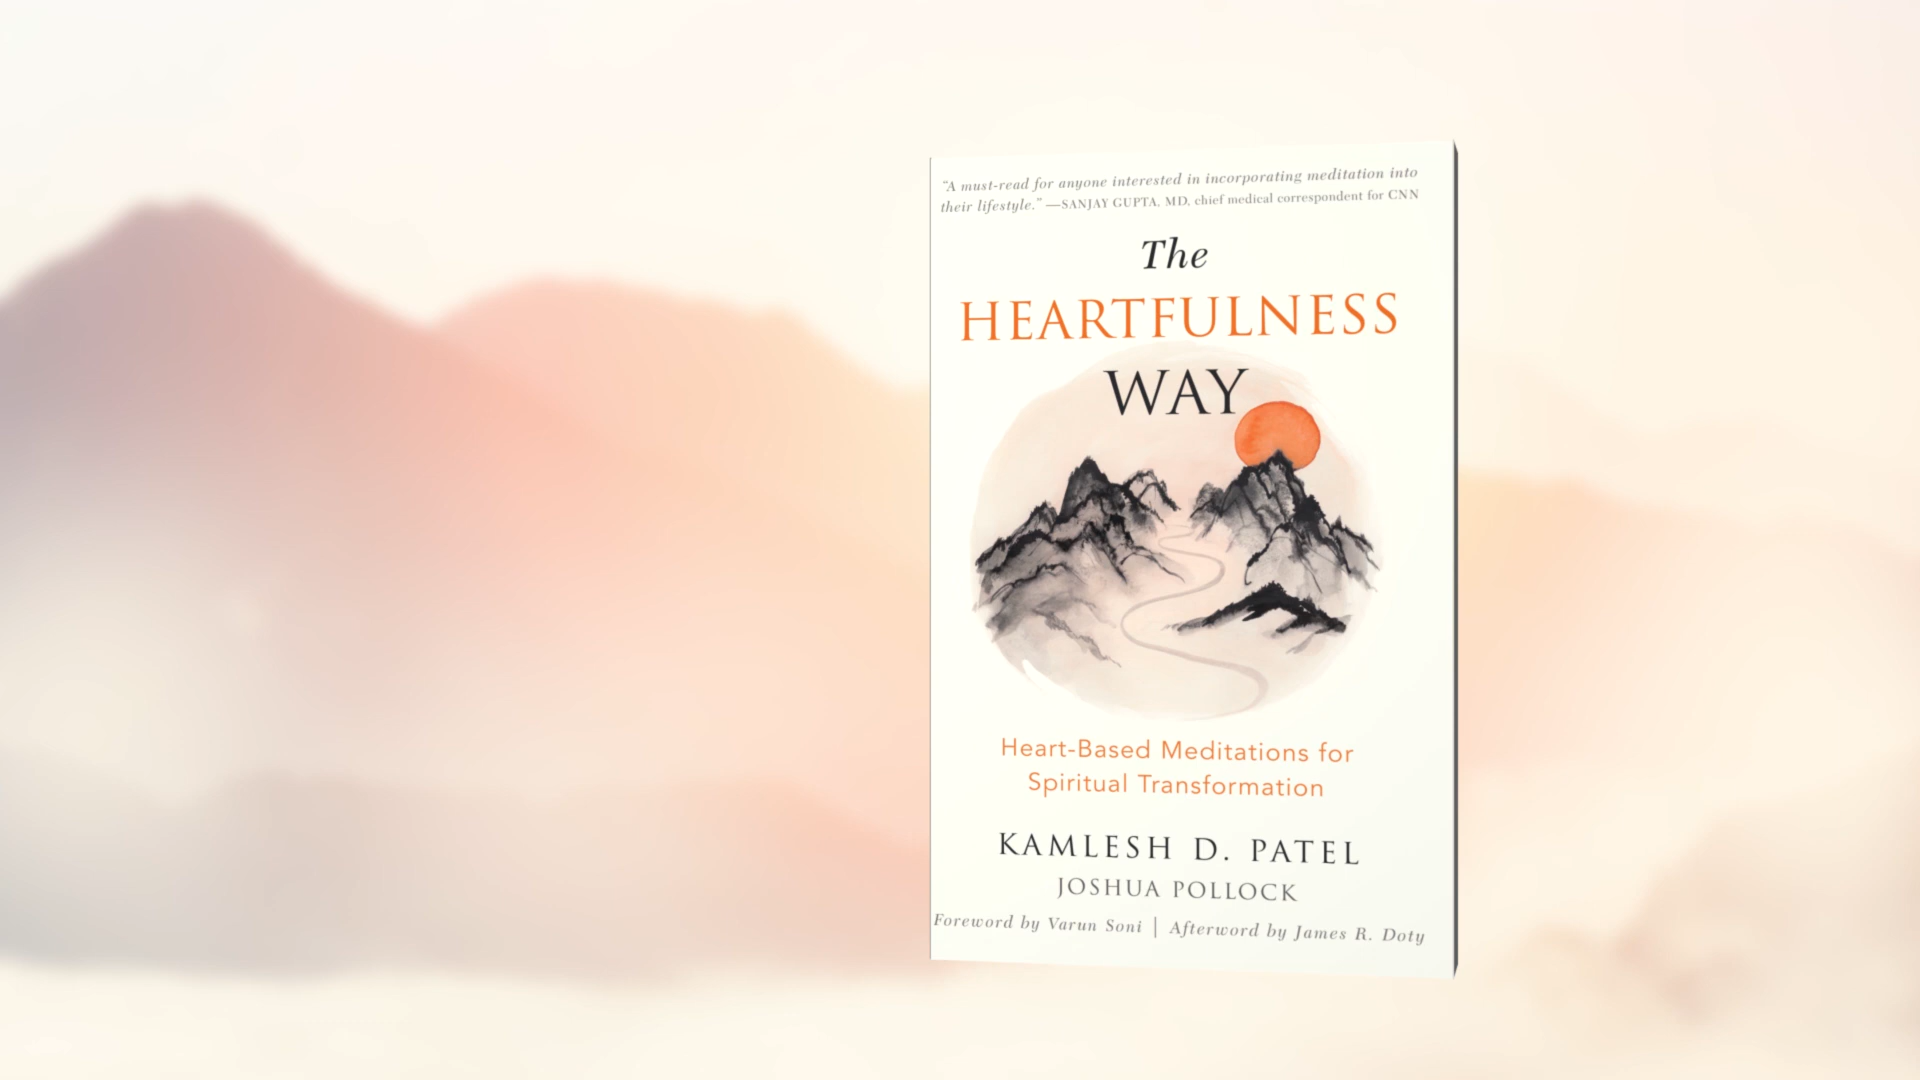 "A must-read for anyone interested in incorporating meditation into
their lifestyle." —SANJAY GUPTA, MD, chief medical correspondent for CNN
The
HEARTFULNESS
WAY
Heart-Based Meditations for
Spiritual Transformation
KAMLESH D. PATEL
JOSHUA POLLOCK
Foreword by Varun Soni | Afterword by James R. Doty